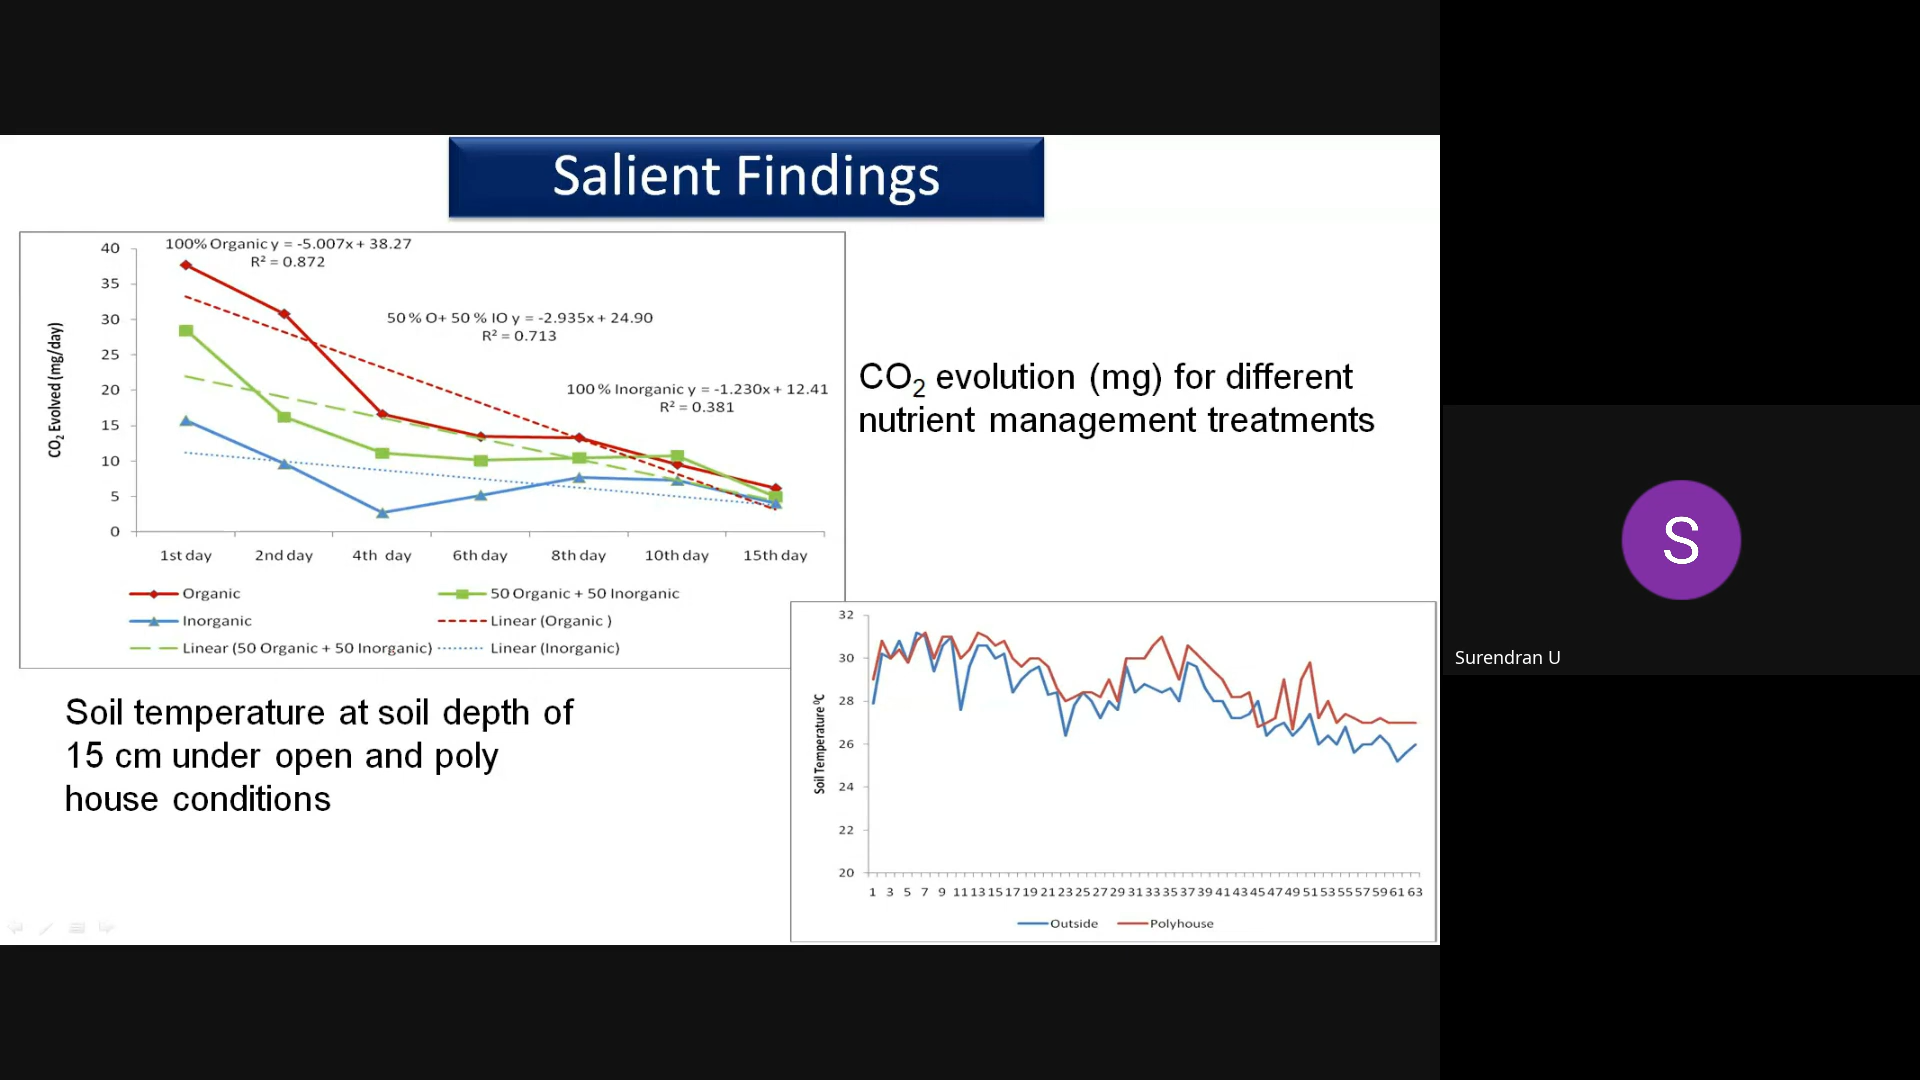 Salient Findings
100% Organic y = -5.007x + 38.27
R² = 0.872
50 % O+ 50 % IO y = -2.935x + 24.90
R² = 0.713
100 % Inorganic y = -1.230x + 12.41
R² = 0.381
CO₂ Evolved (mg/day)
40
35
30
25
20
15
10
5
0
1st day 2nd day 4th day 6th day 8th day 10th day 15th day
Organic 50 Organic + 50 Inorganic
Inorganic Linear (Organic )
Linear (50 Organic + 50 Inorganic) Linear (Inorganic)
CO₂ evolution (mg) for different
nutrient management treatments
Soil temperature at soil depth of
15 cm under open and poly
house conditions
Soil Temperature ⁰C
32
30
28
26
24
22
20
1 3 5 7 9 11 13 15 17 19 21 23 25 27 29 31 33 35 37 39 41 43 45 47 49 51 53 55 57 59 61 63
Outside Polyhouse
S
Surendran U